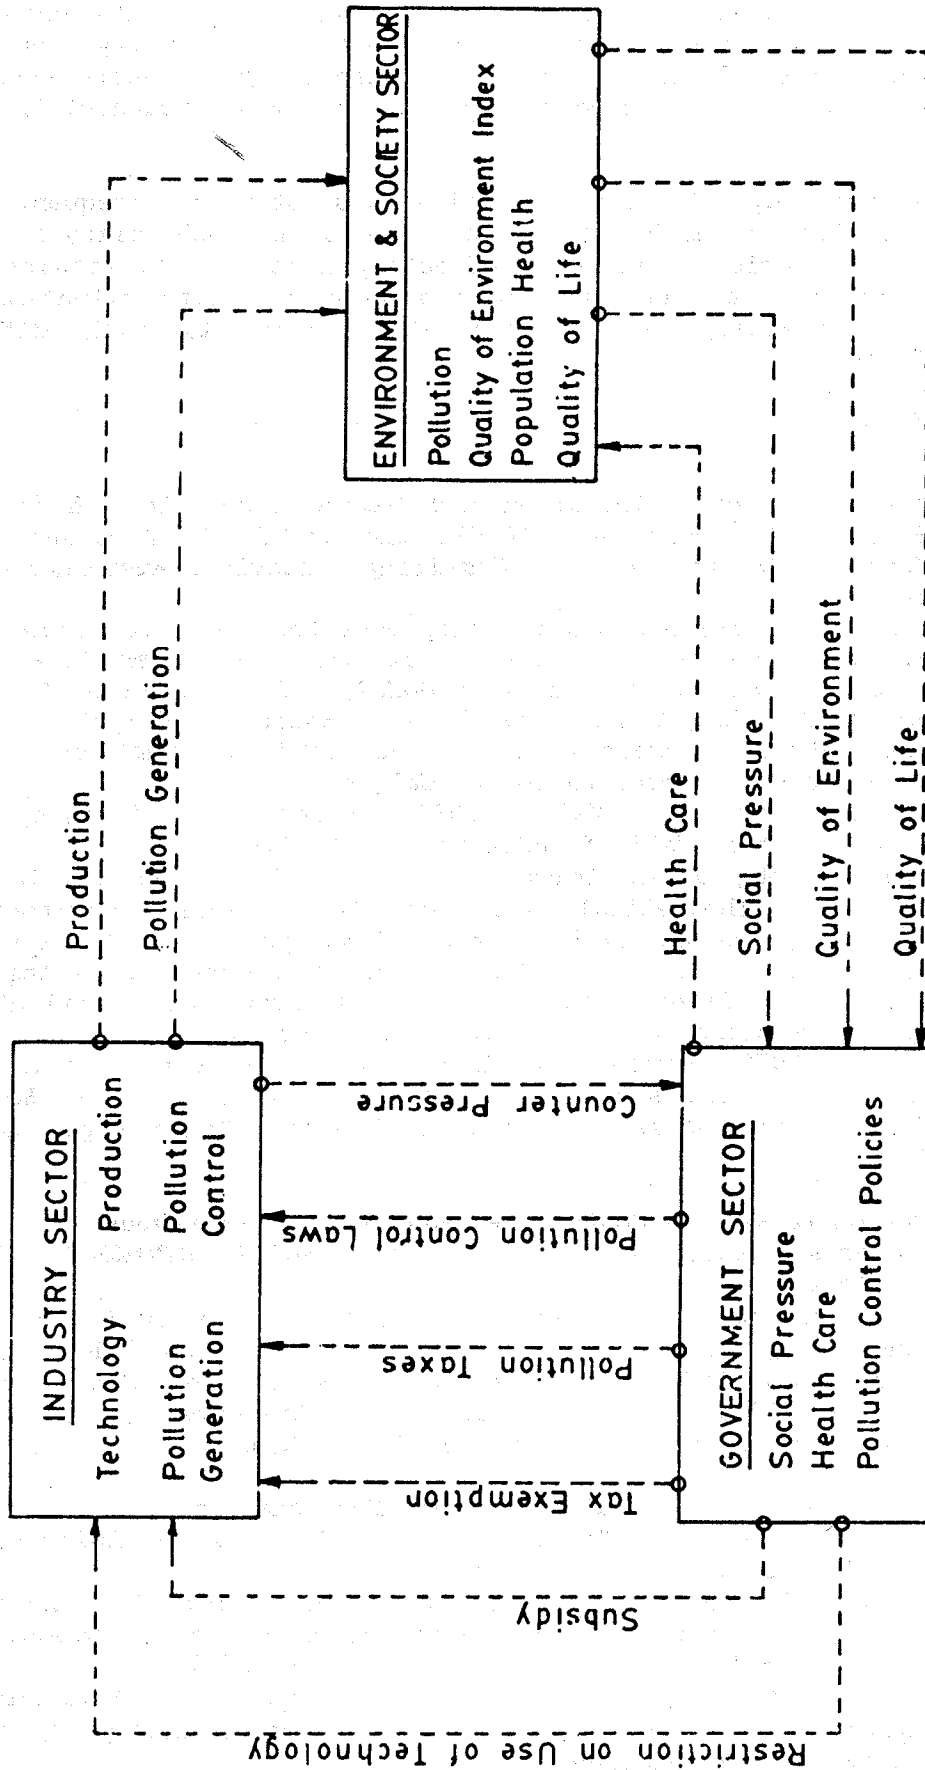 INDUSTRY SECTOR
Technology Production
Pollution Pollution
Generation Control
Production
Pollution Generation
ENVIRONMENT & SOCIETY SECTOR
Pollution
Quality of Environment Index
Population Health
Quality of Life
Restriction on Use of Technology
Subsidy
Tax Exemption
Pollution Taxes
Pollution Control Laws
Counter Pressure
GOVERNMENT SECTOR
Social Pressure
Health Care
Pollution Control Policies
Health Care
Social Pressure
Quality of Environment
Quality of Life